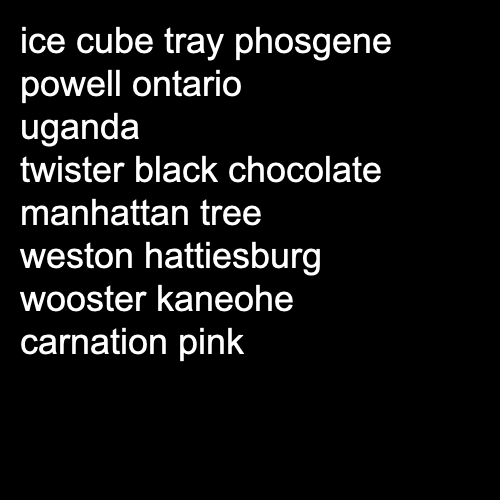 ice cube tray phosgene
powell ontario
uganda
twister black chocolate
manhattan tree
weston hattiesburg
wooster kaneohe
carnation pink